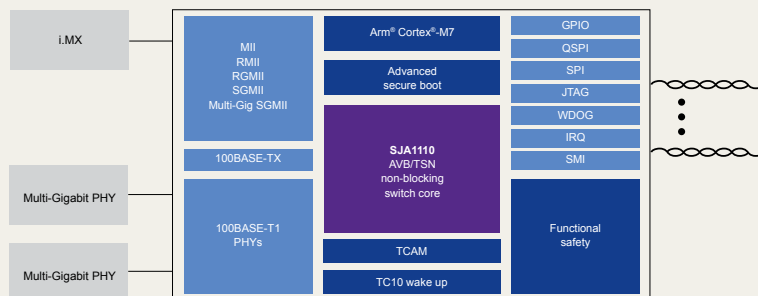 i.MX
Multi-Gigabit PHY
Multi-Gigabit PHY
MII
RMII
RGMII
SGMII
Multi-Gig SGMII
100BASE-TX
100BASE-T1
PHYs
Arm® Cortex®-M7
Advanced
secure boot
SJA1110
AVB/TSN
non-blocking
switch core
TCAM
TC10 wake up
GPIO
QSPI
SPI
JTAG
WDOG
IRQ
SMI
Functional
safety